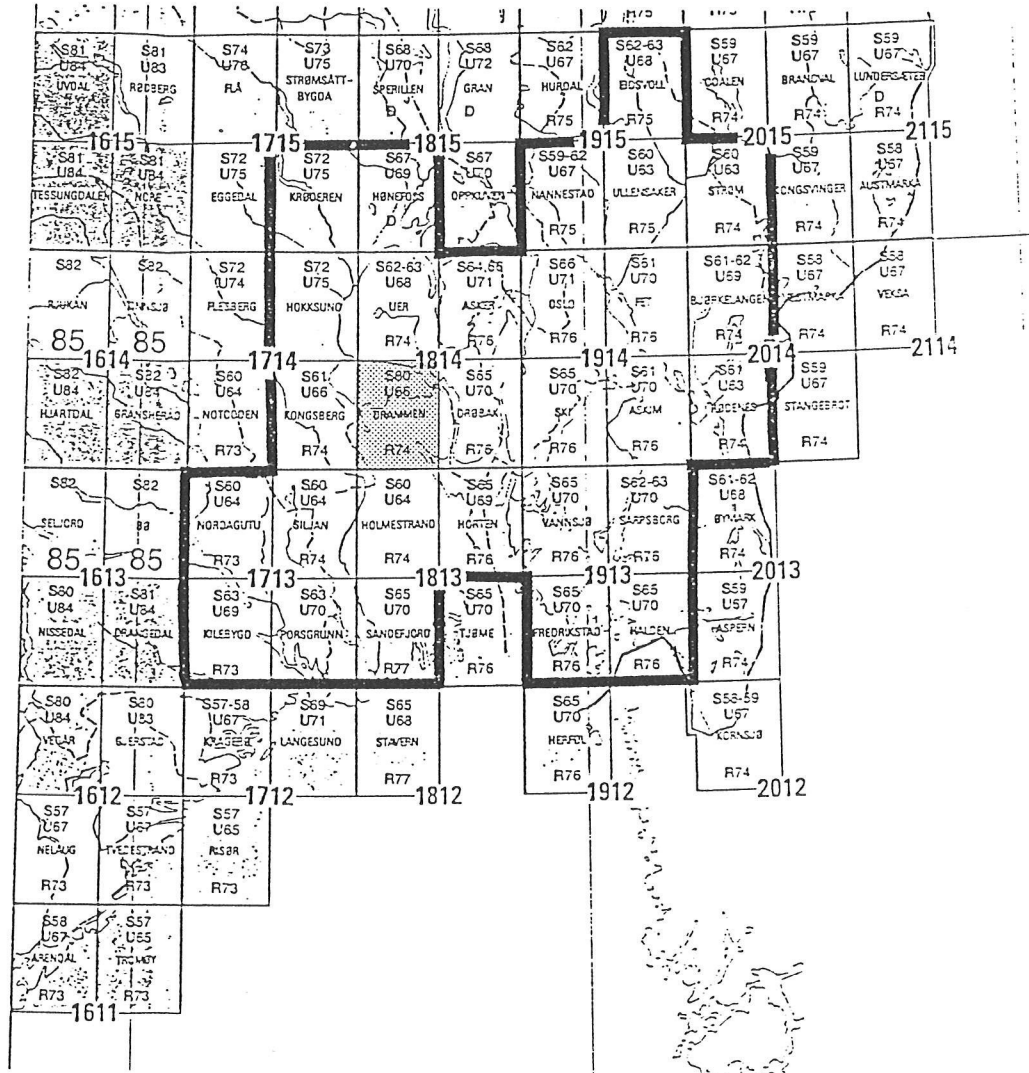 S81 S81 S74 S73 S68 S68 S62 S62-63 S59 S59 S59
U84 U83 U78 U75 U70 U72 U67 U68 U67 U67 U67
UVDAL RØDBERG FLÅ STRØMSÅTT- SPERILLEN GRAN HURDAL EIDSVOLL ODALEN BRANDVAL LUNDERSÆTER
BYGDA
D D D
R75 R75 R74 R74 R74
1615 1715 1815 1915 2015 2115
S81 S81 S72 S72 S67 S67 S59-62 S60 S60 S59 S58
U84 U84 U75 U75 U69 U70 U67 U63 U63 U67 U67
TESSUNGDALEN NORE EGGEDAL KRØDEREN HØNEFOSS OPPKUVEN NANNESTAD ULLENSAKER STRØM KONGSVINGER AUSTMARKA
D
R75 R75 R74 R74 R74
S82 S82 S72 S72 S62-63 S64,66 S66 S61 S61-62 S58 S58
U74 U75 U68 U71 U71 U70 U69 U67 U67
RJUKAN TINNSJØ FLESBERG HOKKSUND LIER ASKER OSLO FET BJØRKELANGEN VEKSA
85 85 R74 R76 R76 R76 R74 R74 R74
1614 1714 1814 1914 2014 2114
S82 S82 S60 S61 S60 S65 S65 S61 S61 S59
U84 U84 U64 U66 U66 U70 U70 U70 U63 U67
HJARTDAL GRANSHERAD NOTODDEN KONGSBERG DRAMMEN DRØBAK SKI ASKIM RØDENES STANGEBROT
R73 R74 R74 R76 R76 R76 R74 R74
S82 S82 S60 S60 S60 S65 S65 S62-63 S61-62
U64 U64 U64 U69 U70 U70 U68
SELJORD BØ NORDAGUTU SILJAN HOLMESTRAND HORTEN VANNSJØ SARPSBORG BYMARK
85 85 R73 R74 R74 R76 R76 R76 R74
1613 1713 1813 1913 2013
S80 S81 S63 S63 S65 S65 S65 S65 S59
U84 U84 U69 U70 U70 U70 U70 U70 U67
NISSEDAL DRANGEDAL KILEBYGD PORSGRUNN SANDEFJORD TJØME FREDRIKSTAD HALDEN ASPERN
R73 R77 R76 R76 R76 R74
S80 S80 S57-58 S69 S65 S65 S58-59
U84 U83 U67 U71 U68 U70 U67
VEGÅR GJERSTAD KRAGERØ LANGESUND STAVERN HERFØL KORNSJØ
R73 R77 R76 R74
1612 1712 1812 1912 2012
S57 S57 S57
U67 U67 U65
NELAUG TVEDESTRAND RISØR
R73 R73 R73
S58 S57
U67 U65
ARENDAL TROMØY
R73 R73
1611